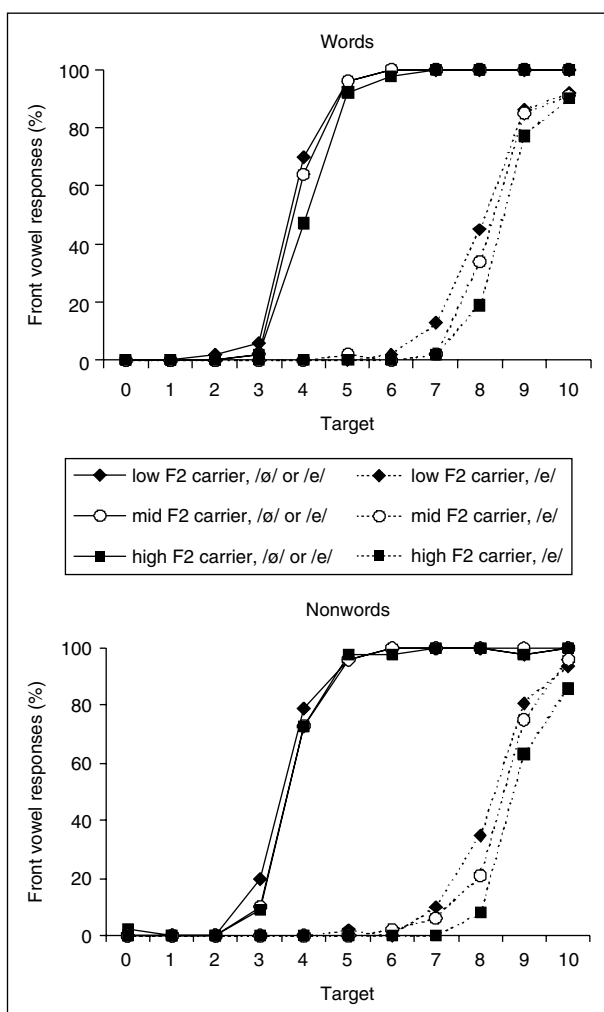 Words
Front vowel responses (%)
100
80
60
40
20
0
0 1 2 3 4 5 6 7 8 9 10
Target
low F2 carrier, /ø/ or /e/ low F2 carrier, /e/
mid F2 carrier, /ø/ or /e/ mid F2 carrier, /e/
high F2 carrier, /ø/ or /e/ high F2 carrier, /e/
Nonwords
Front vowel responses (%)
100
80
60
40
20
0
0 1 2 3 4 5 6 7 8 9 10
Target